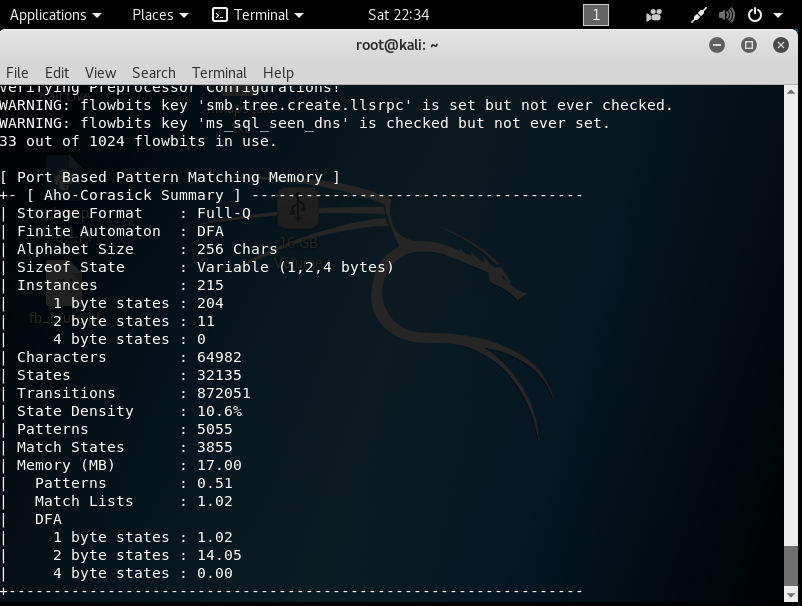 Applications Places Terminal Sat 22:34 1
root@kali: ~
File Edit View Search Terminal Help
Verifying Preprocessor Configurations!
WARNING: flowbits key 'smb.tree.create.llsrpc' is set but not ever checked.
WARNING: flowbits key 'ms_sql_seen_dns' is checked but not ever set.
33 out of 1024 flowbits in use.
[ Port Based Pattern Matching Memory ]
+- [ Aho-Corasick Summary ] -------------------------------------
| Storage Format    : Full-Q
| Finite Automaton  : DFA
| Alphabet Size     : 256 Chars
| Sizeof State      : Variable (1,2,4 bytes)
| Instances         : 215
|     1 byte states : 204
|     2 byte states : 11
|     4 byte states : 0
| Characters        : 64982
| States            : 32135
| Transitions       : 872051
| State Density     : 10.6%
| Patterns          : 5055
| Match States      : 3855
| Memory (MB)       : 17.00
|   Patterns        : 0.51
|   Match Lists     : 1.02
|   DFA
|     1 byte states : 1.02
|     2 byte states : 14.05
|     4 byte states : 0.00
+----------------------------------------------------------------
16 GB